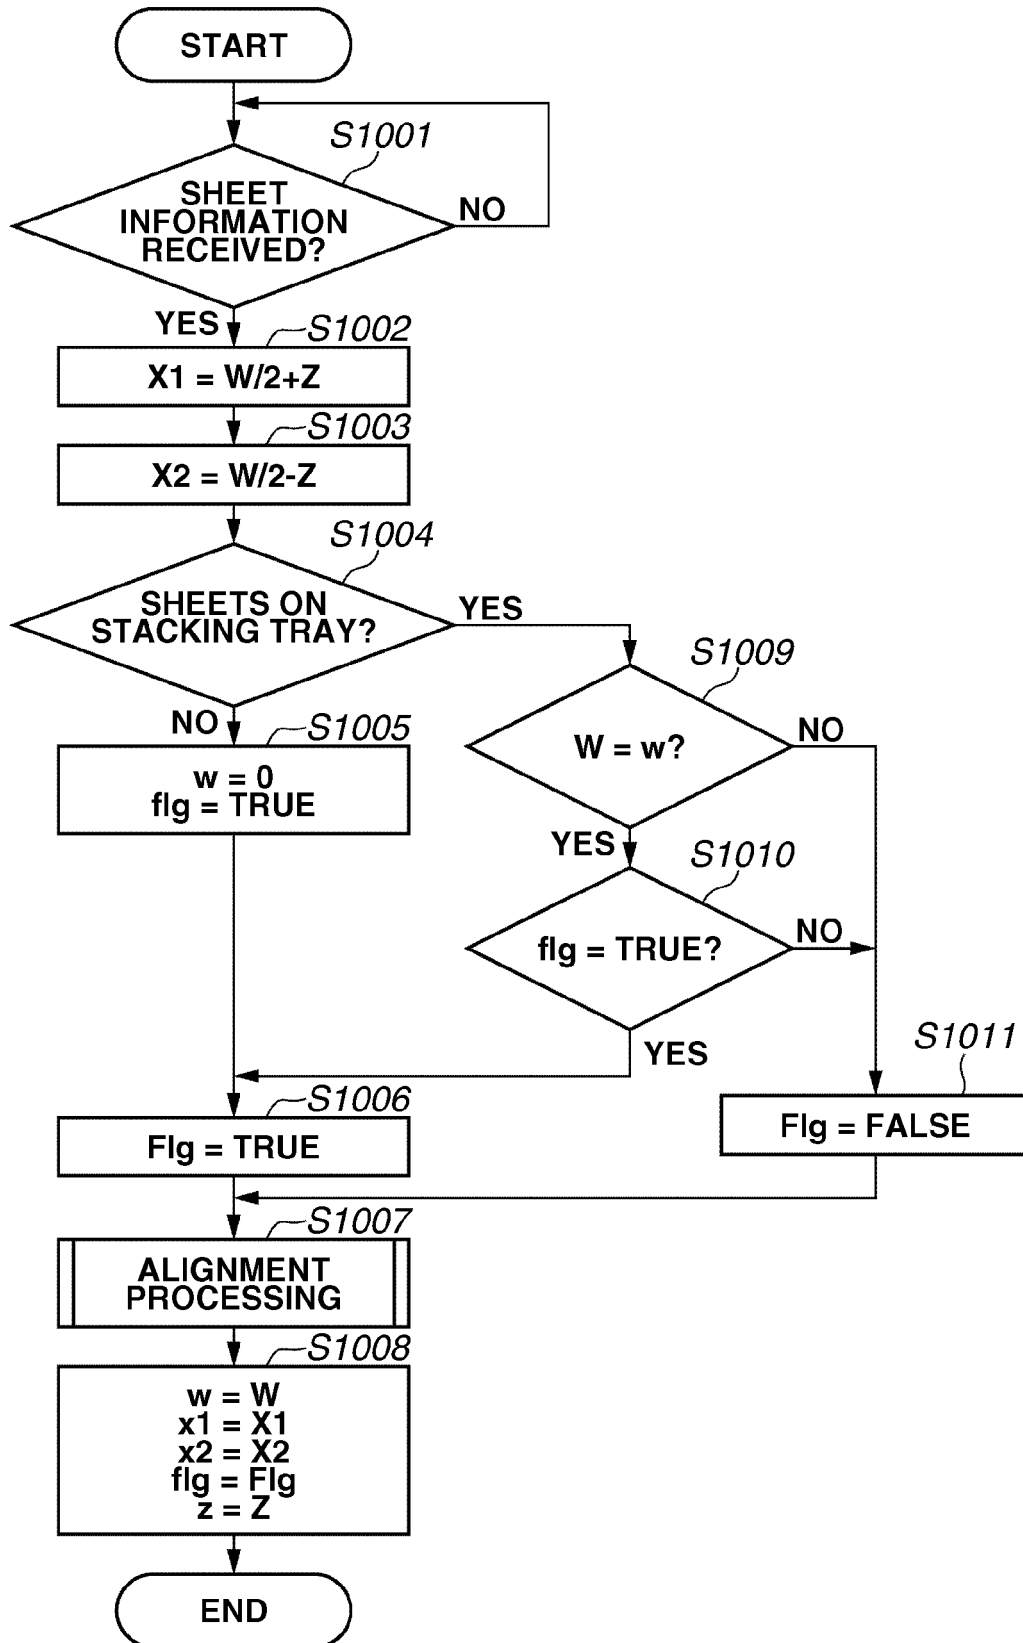 START
S1001
SHEET
INFORMATION
RECEIVED?
NO
YES
S1002
X1 = W/2+Z
S1003
X2 = W/2-Z
S1004
SHEETS ON
STACKING TRAY?
YES
NO
S1005
w = 0
flg = TRUE
S1009
W = w?
NO
YES
S1010
flg = TRUE?
NO
YES
S1011
Flg = FALSE
S1006
Flg = TRUE
S1007
ALIGNMENT
PROCESSING
S1008
w = W
x1 = X1
x2 = X2
flg = Flg
z = Z
END